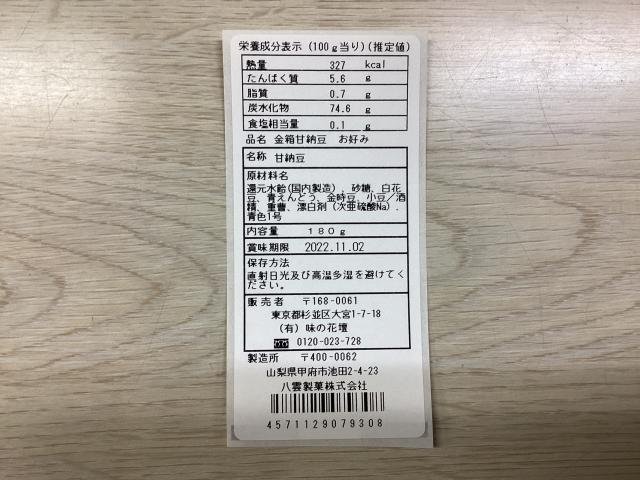 栄養成分表示(100g当り)(推定値)
熱量 327 kcal
たんぱく質 5.6 g
脂質 0.7 g
炭水化物 74.6 g
食塩相当量 0.1 g
品名 金箱甘納豆 お好み
名称 甘納豆
原材料名
還元水飴(国内製造)、砂糖、白花
豆、青えんどう、金時豆、小豆/酒
精、重曹、漂白剤(次亜硫酸Na)、
青色1号
内容量 180g
賞味期限 2022.11.02
保存方法
直射日光及び高温多湿を避けてく
ださい。
販売者 〒168-0061
東京都杉並区大宮1-7-18
(有)味の花壇
0120-023-728
製造所 〒400-0062
山梨県甲府市池田2-4-23
八雲製菓株式会社
4571129079308